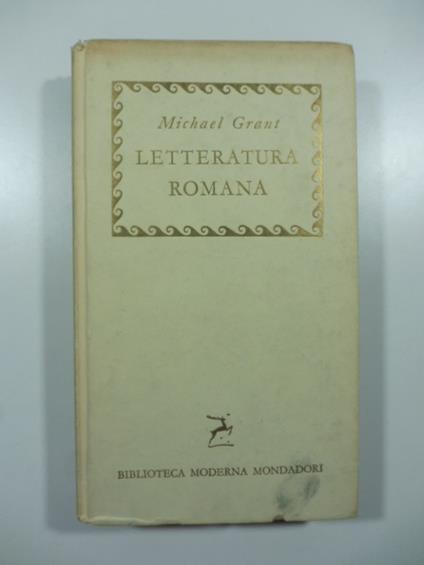 Michael Grant
LETTERATURA
ROMANA
BIBLIOTECA MODERNA MONDADORI